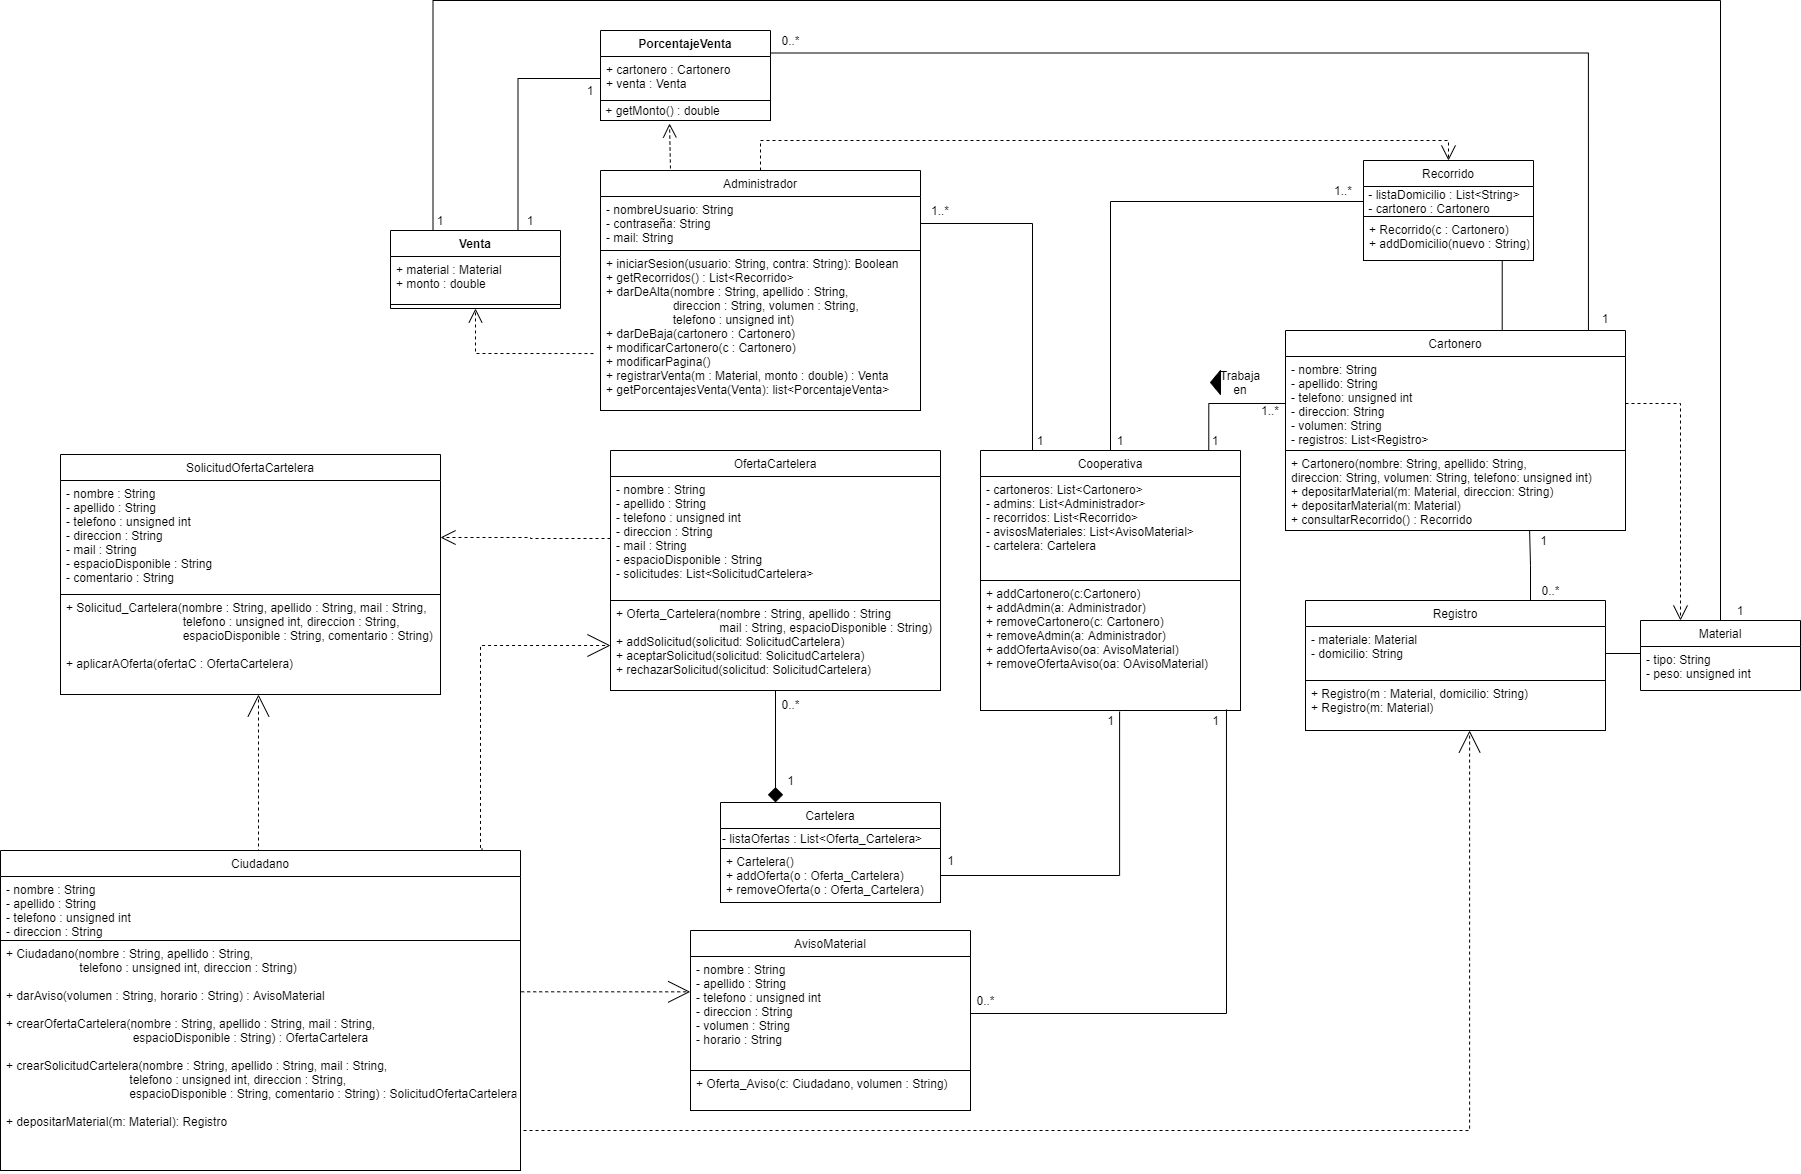 PorcentajeVenta
+ cartonero : Cartonero
+ venta : Venta
+ getMonto() : double
0..*
1
1
1
Venta
+ material : Material
+ monto : double
Administrador
- nombreUsuario: String
- contraseña: String
- mail: String
+ iniciarSesion(usuario: String, contra: String): Boolean
+ getRecorridos() : List<Recorrido>
+ darDeAlta(nombre : String, apellido : String,
direccion : String, volumen : String,
telefono : unsigned int)
+ darDeBaja(cartonero : Cartonero)
+ modificarCartonero(c : Cartonero)
+ modificarPagina()
+ registrarVenta(m : Material, monto : double) : Venta
+ getPorcentajesVenta(Venta): list<PorcentajeVenta>
1..*
1..*
Recorrido
- listaDomicilio : List<String>
- cartonero : Cartonero
+ Recorrido(c : Cartonero)
+ addDomicilio(nuevo : String)
1
Cartonero
- nombre: String
- apellido: String
- telefono: unsigned int
- direccion: String
- volumen: String
- registros: List<Registro>
+ Cartonero(nombre: String, apellido: String,
direccion: String, volumen: String, telefono: unsigned int)
+ depositarMaterial(m: Material, direccion: String)
+ depositarMaterial(m: Material)
+ consultarRecorrido() : Recorrido
Trabaja
en
1..*
1
1
1
1
0..*
SolicitudOfertaCartelera
- nombre : String
- apellido : String
- telefono : unsigned int
- direccion : String
- mail : String
- espacioDisponible : String
- comentario : String
+ Solicitud_Cartelera(nombre : String, apellido : String, mail : String,
telefono : unsigned int, direccion : String,
espacioDisponible : String, comentario : String)
+ aplicarAOferta(ofertaC : OfertaCartelera)
OfertaCartelera
- nombre : String
- apellido : String
- telefono : unsigned int
- direccion : String
- mail : String
- espacioDisponible : String
- solicitudes: List<SolicitudCartelera>
+ Oferta_Cartelera(nombre : String, apellido : String
mail : String, espacioDisponible : String)
+ addSolicitud(solicitud: SolicitudCartelera)
+ aceptarSolicitud(solicitud: SolicitudCartelera)
+ rechazarSolicitud(solicitud: SolicitudCartelera)
Cooperativa
- cartoneros: List<Cartonero>
- admins: List<Administrador>
- recorridos: List<Recorrido>
- avisosMateriales: List<AvisoMaterial>
- cartelera: Cartelera
+ addCartonero(c:Cartonero)
+ addAdmin(a: Administrador)
+ removeCartonero(c: Cartonero)
+ removeAdmin(a: Administrador)
+ addOfertaAviso(oa: AvisoMaterial)
+ removeOfertaAviso(oa: OAvisoMaterial)
Registro
- materiale: Material
- domicilio: String
+ Registro(m : Material, domicilio: String)
+ Registro(m: Material)
1
Material
- tipo: String
- peso: unsigned int
0..*
1
1
1
Cartelera
- listaOfertas : List<Oferta_Cartelera>
+ Cartelera()
+ addOferta(o : Oferta_Cartelera)
+ removeOferta(o : Oferta_Cartelera)
1
Ciudadano
- nombre : String
- apellido : String
- telefono : unsigned int
- direccion : String
+ Ciudadano(nombre : String, apellido : String,
telefono : unsigned int, direccion : String)
+ darAviso(volumen : String, horario : String) : AvisoMaterial
+ crearOfertaCartelera(nombre : String, apellido : String, mail : String,
espacioDisponible : String) : OfertaCartelera
+ crearSolicitudCartelera(nombre : String, apellido : String, mail : String,
telefono : unsigned int, direccion : String,
espacioDisponible : String, comentario : String) : SolicitudOfertaCartelera
+ depositarMaterial(m: Material): Registro
AvisoMaterial
- nombre : String
- apellido : String
- telefono : unsigned int
- direccion : String
- volumen : String
- horario : String
+ Oferta_Aviso(c: Ciudadano, volumen : String)
0..*